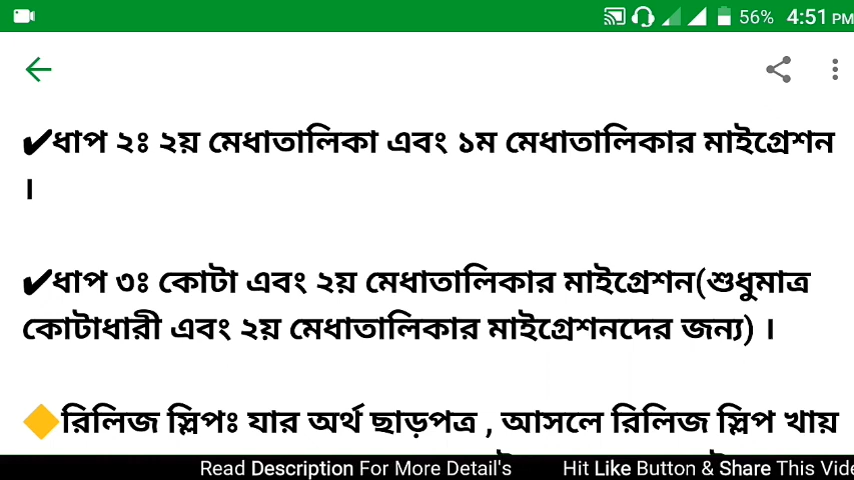 56% 4:51 PM
✔ধাপ ২ঃ ২য় মেধাতালিকা এবং ১ম মেধাতালিকার মাইগ্রেশন
।
✔ধাপ ৩ঃ কোটা এবং ২য় মেধাতালিকার মাইগ্রেশন(শুধুমাত্র
কোটাধারী এবং ২য় মেধাতালিকার মাইগ্রেশনদের জন্য) ।
🔶রিলিজ স্লিপঃ যার অর্থ ছাড়পত্র , আসলে রিলিজ স্লিপ খায়
Read Description For More Detail's Hit Like Button & Share This Vide